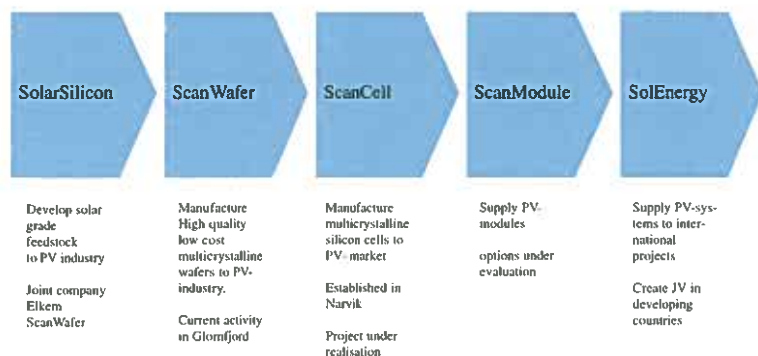 SolarSilicon
ScanWafer
ScanCell
ScanModule
SolEnergy
Develop solar
grade
feedstock
to PV industry
Joint company
Elkem
ScanWafer
Manufacture
High quality
low cost
multicrystalline
wafers to PV-
industry.
Current activity
in Glomfjord
Manufacture
multicrystalline
silicon cells to
PV- market
Established in
Narvik
Project under
realisation
Supply PV-
modules
options under
evaluation
Supply PV-sys-
tems to inter-
national
projects
Create JV in
developing
countries